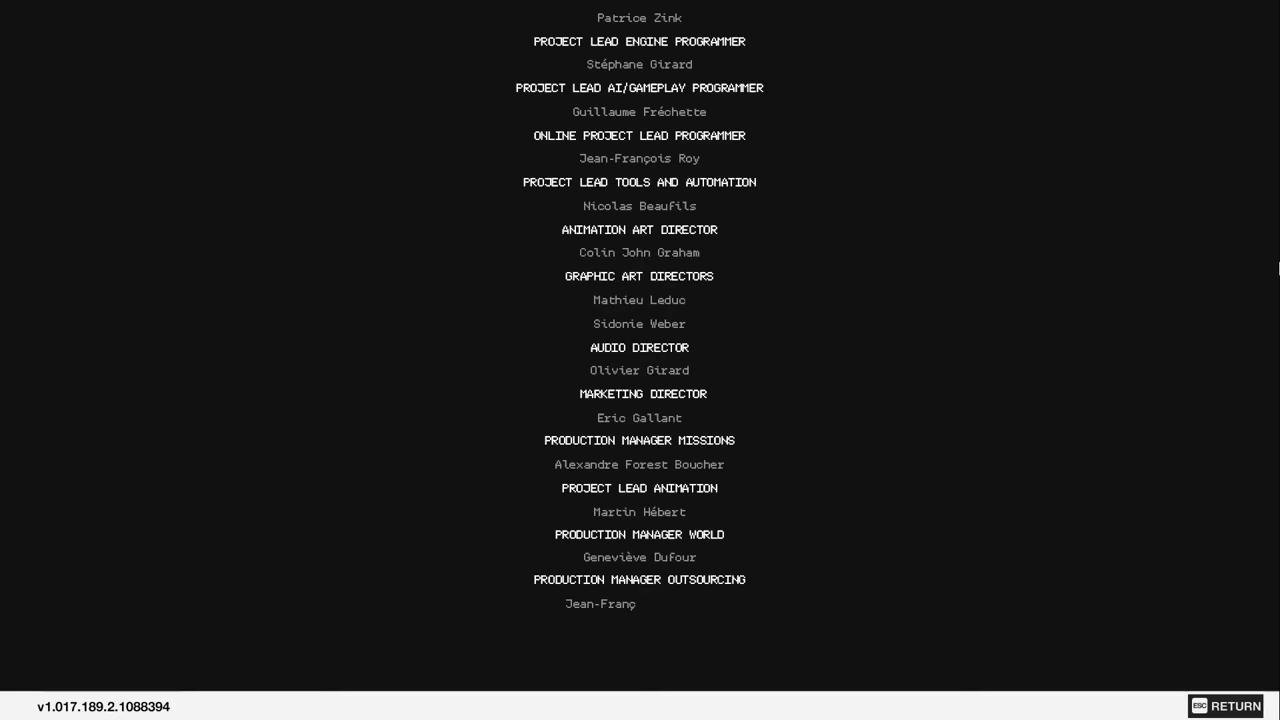 Patrice Zink
PROJECT LEAD ENGINE PROGRAMMER
Stéphane Girard
PROJECT LEAD AI/GAMEPLAY PROGRAMMER
Guillaume Fréchette
ONLINE PROJECT LEAD PROGRAMMER
Jean-François Roy
PROJECT LEAD TOOLS AND AUTOMATION
Nicolas Beaufils
ANIMATION ART DIRECTOR
Colin John Graham
GRAPHIC ART DIRECTORS
Mathieu Leduc
Sidonie Weber
AUDIO DIRECTOR
Olivier Girard
MARKETING DIRECTOR
Eric Gallant
PRODUCTION MANAGER MISSIONS
Alexandre Forest Boucher
PROJECT LEAD ANIMATION
Martin Hébert
PRODUCTION MANAGER WORLD
Geneviève Dufour
PRODUCTION MANAGER OUTSOURCING
Jean-Franç
v1.017.189.2.1088394
ESC RETURN